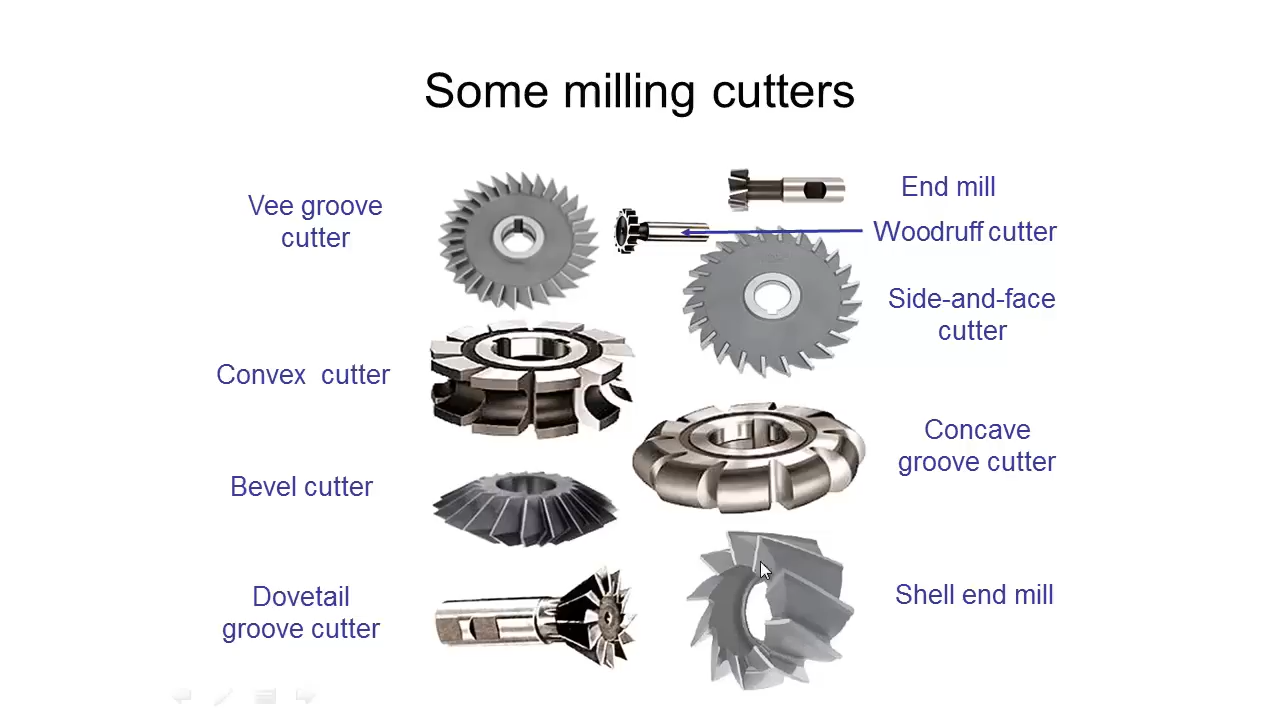 Some milling cutters
Vee groove
cutter
End mill
Woodruff cutter
Side-and-face
cutter
Convex cutter
Concave
groove cutter
Bevel cutter
Dovetail
groove cutter
Shell end mill